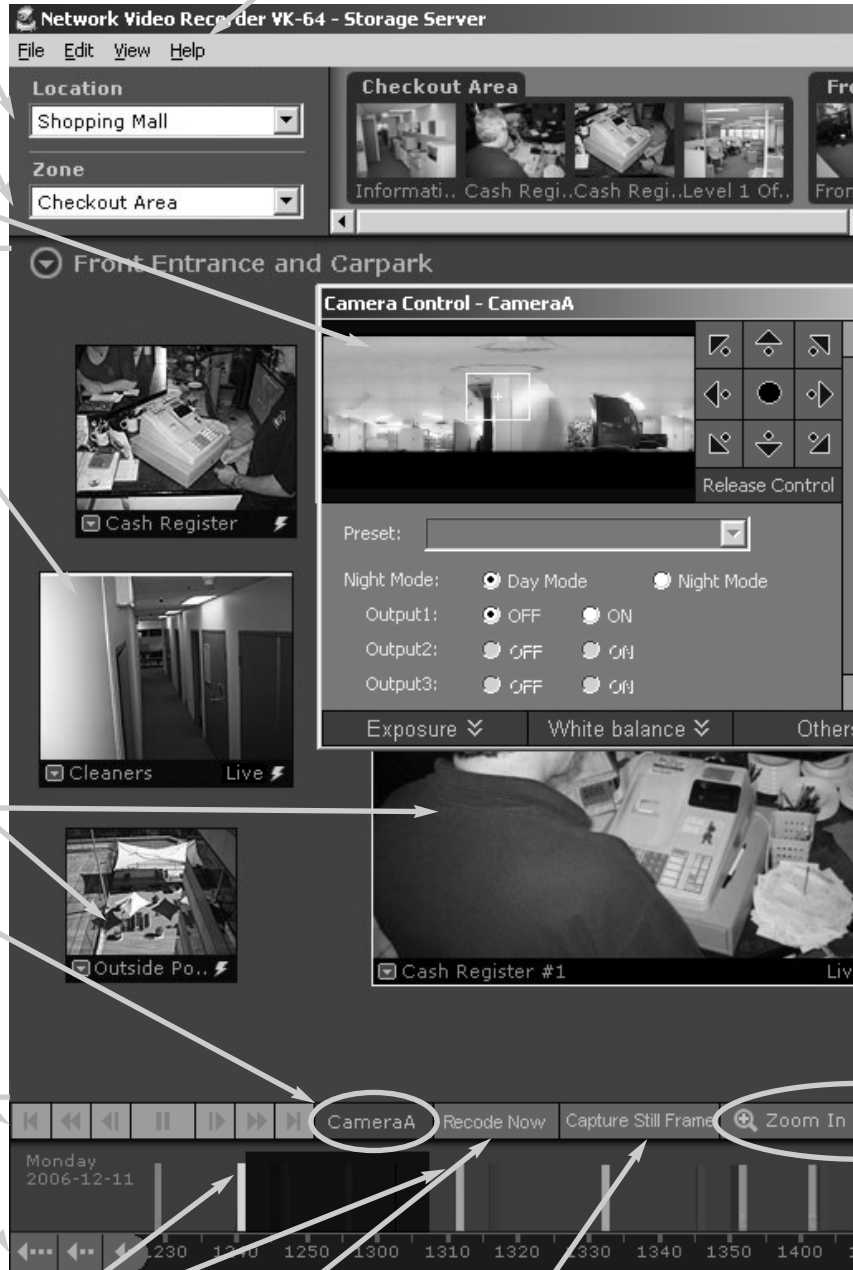 Network Video Recorder VK-64 - Storage Server
File Edit View Help
Location
Shopping Mall
Zone
Checkout Area
Checkout Area
Informati.. Cash Regi..Cash Regi..Level 1 Of..
Fro
Fron
Front Entrance and Carpark
Camera Control - CameraA
Release Control
Preset:
Night Mode: Day Mode Night Mode
Output1: OFF ON
Output2: OFF ON
Output3: OFF ON
Exposure White balance Others
Cash Register
Cleaners Live
Outside Po..
Cash Register #1 Liv
CameraA Recode Now Capture Still Frame Zoom In
Monday
2006-12-11
1230 1240 1250 1300 1310 1320 1330 1340 1350 1400